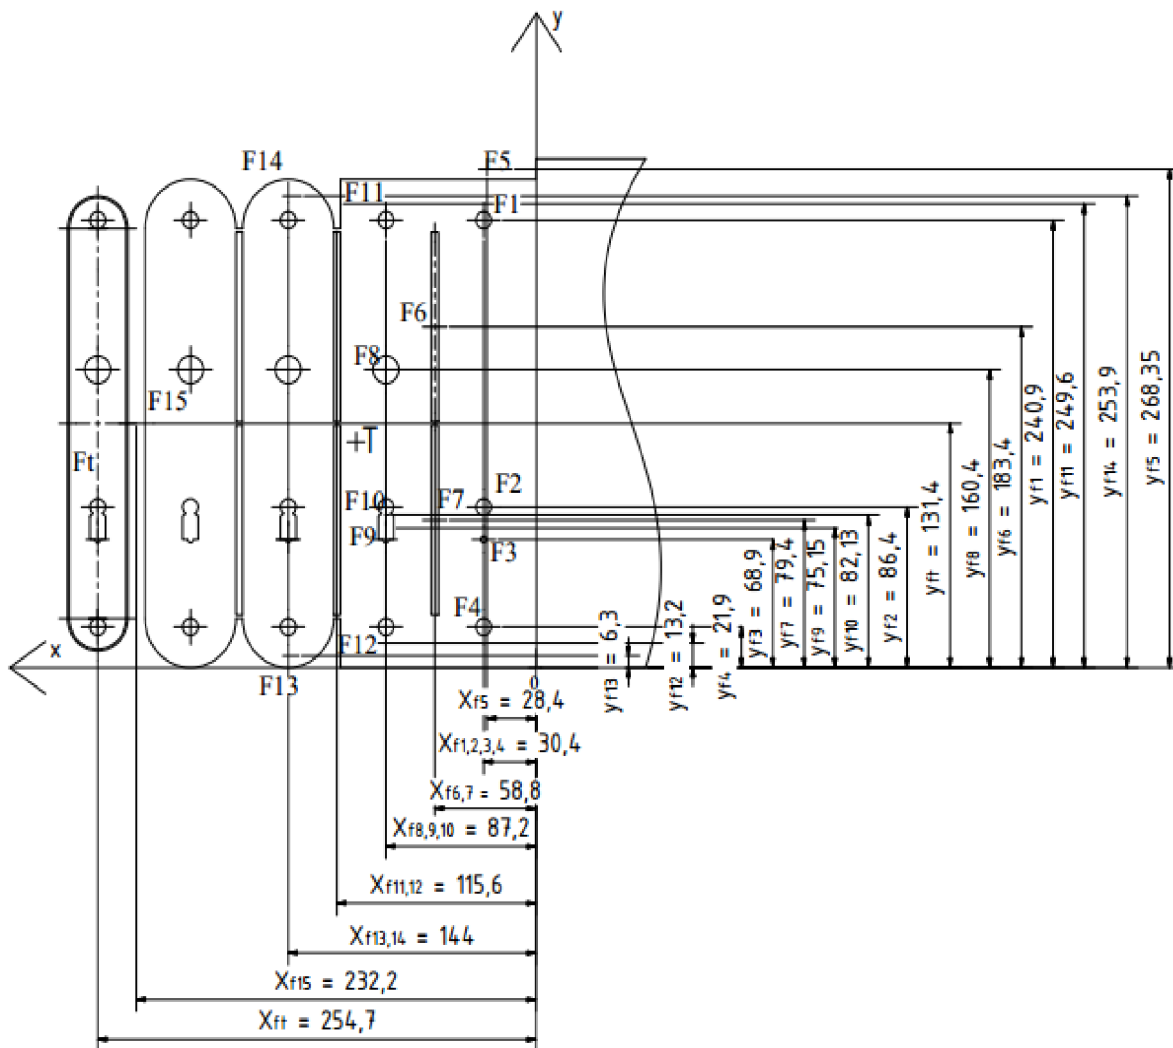 y
F14
F5
F11
F1
F6
F8
F15
+T
Ft
F10
F7
F2
F9
F3
F4
F12
F13
x
0
yf13 = 6,3
yf12 = 13,2
yf4 = 21,9
yf3 = 68,9
yf7 = 79,4
yf9 = 75,15
yf10 = 82,13
yf2 = 86,4
yft = 131,4
yf8 = 160,4
yf6 = 183,4
yf1 = 240,9
yf11 = 249,6
yf14 = 253,9
yf5 = 268,35
Xf5 = 28,4
Xf1,2,3,4 = 30,4
Xf6,7 = 58,8
Xf8,9,10 = 87,2
Xf11,12 = 115,6
Xf13,14 = 144
Xf15 = 232,2
Xft = 254,7